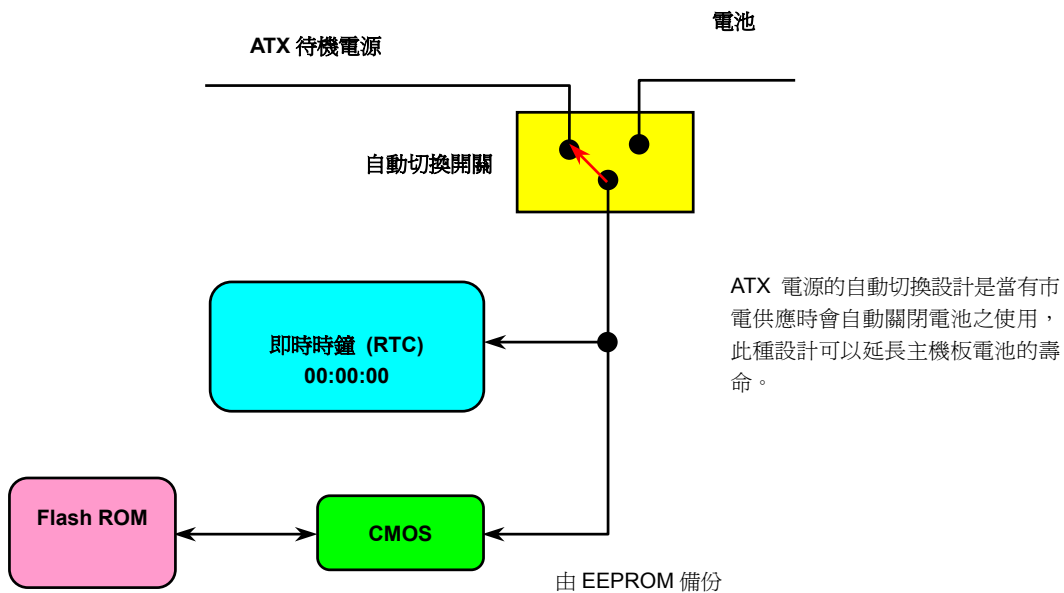 電池
ATX 待機電源
自動切換開關
ATX 電源的自動切換設計是當有市
電供應時會自動關閉電池之使用，
此種設計可以延長主機板電池的壽
命。
即時時鐘 (RTC)
00:00:00
Flash ROM
CMOS
由 EEPROM 備份